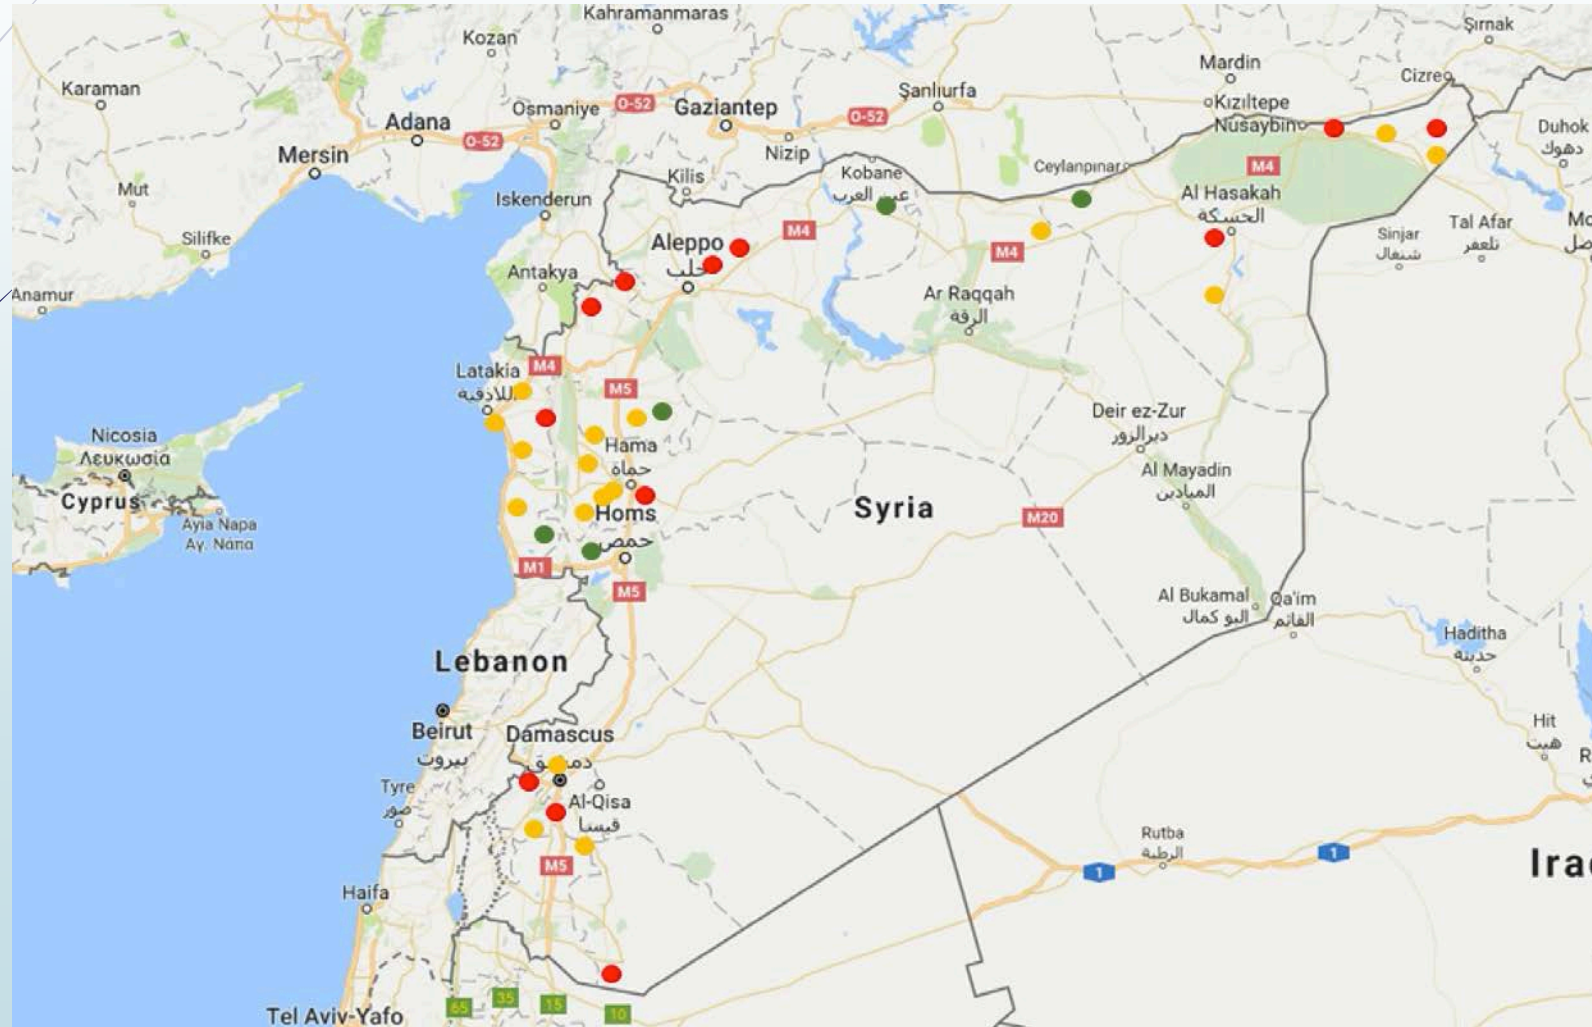 Kahramanmaras
Kozan
Şırnak
Karaman
Mardin
Cizre
Osmaniye
O-52
Gaziantep
Şanlıurfa
Kızıltepe
Adana
O-52
O-52
Nusaybin
Duhok
دهوك
Mersin
Nizip
Ceylanpınar
M4
Mut
Kilis
Kobane
عين العرب
Al Hasakah
الحسكة
Iskenderun
Silifke
M4
Aleppo
حلب
M4
Sinjar
شنغال
Tal Afar
تلعفر
Anamur
Antakya
Ar Raqqah
الرقة
Latakia
اللاذقية
M4
M5
Deir ez-Zur
ديرالزور
Nicosia
Λευκωσία
Hama
حماة
Al Mayadin
الميادين
Cyprus
Ayia Napa
Αγ. Νάπα
Homs
حمص
Syria
M20
M1
M5
Al Bukamal
البو كمال
Qa'im
القائم
Haditha
حديثة
Lebanon
Beirut
بيروت
Damascus
Hit
هيت
Tyre
صور
Al-Qisa
قيسا
Rutba
الرطبة
1
1
M5
Haifa
65
35
15
10
Tel Aviv-Yafo